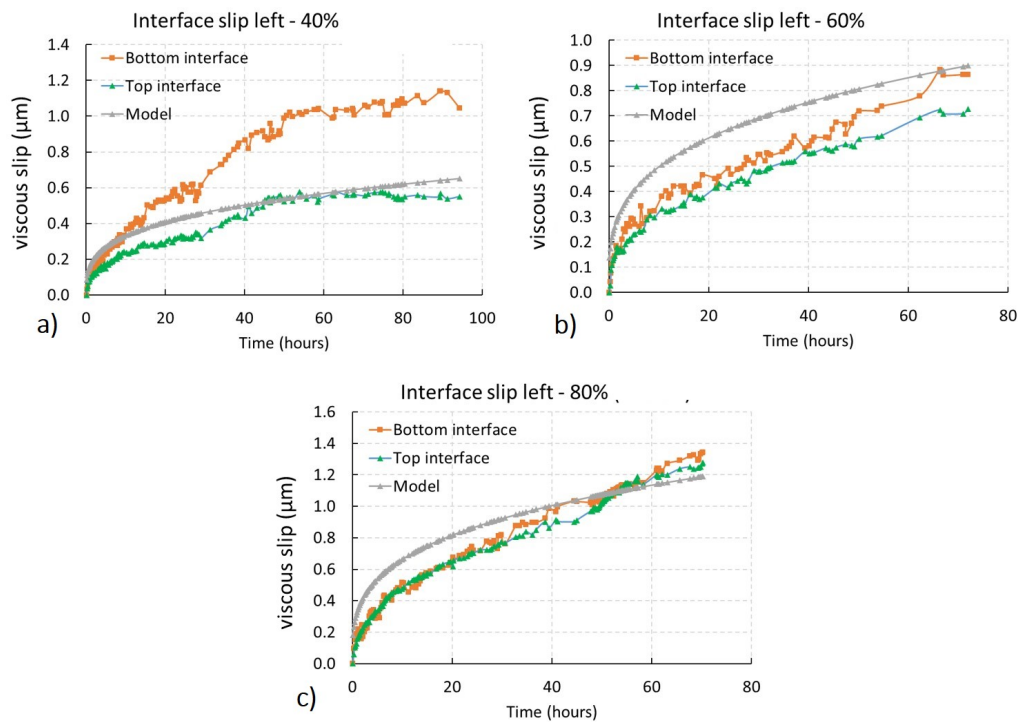 Interface slip left - 40%
1.4
1.2
1.0
0.8
0.6
0.4
0.2
0.0
viscous slip (μm)
Bottom interface
Top interface
Model
0 20 40 60 80 100
Time (hours)
a)
Interface slip left - 60%
1.0
0.9
0.8
0.7
0.6
0.5
0.4
0.3
0.2
0.1
0.0
viscous slip (μm)
Bottom interface
Top interface
Model
0 20 40 60 80
Time (hours)
b)
Interface slip left - 80%
1.6
1.4
1.2
1.0
0.8
0.6
0.4
0.2
0.0
viscous slip (μm)
Bottom interface
Top interface
Model
0 20 40 60 80
Time (hours)
c)